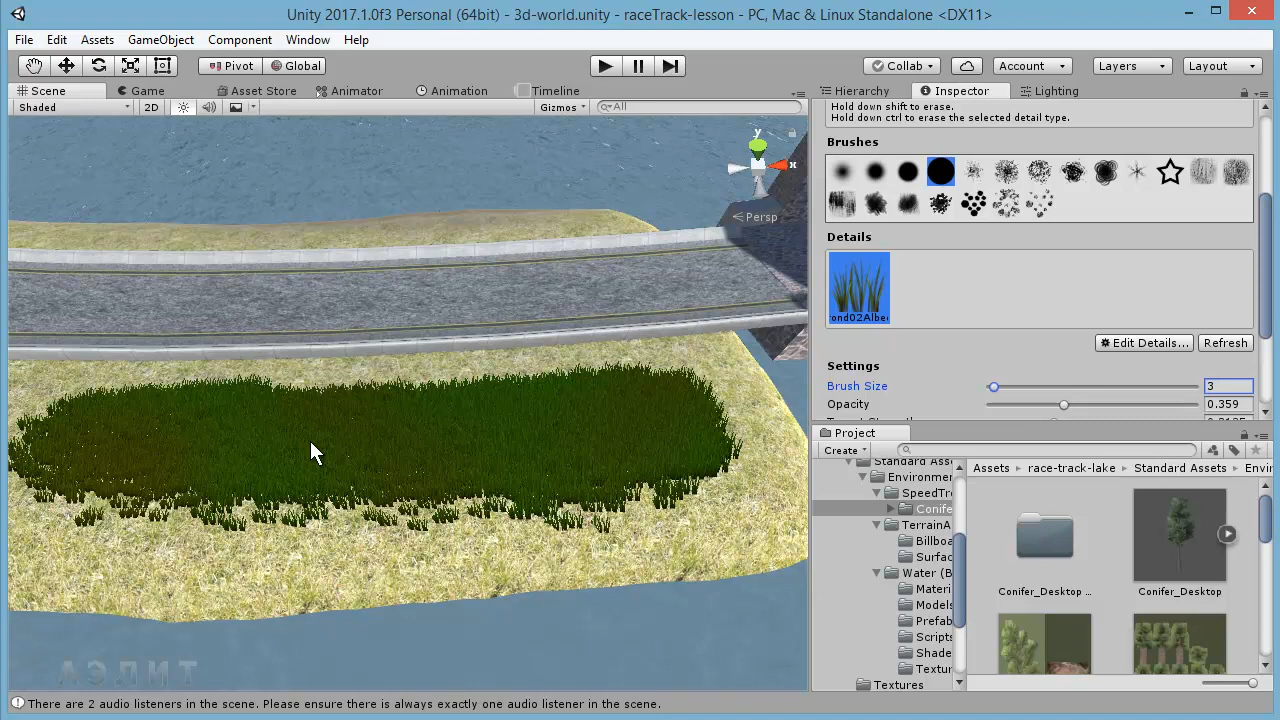 Unity 2017.1.0f3 Personal (64bit) - 3d-world.unity - raceTrack-lesson - PC, Mac & Linux Standalone <DX11>
File Edit Assets GameObject Component Window Help
Pivot Global Collab Account Layers Layout
Scene Game Asset Store Animator Animation Timeline Hierarchy Inspector Lighting
Shaded 2D Gizmos All
Hold down shift to erase.
Hold down ctrl to erase the selected detail type.
Brushes
y
x
Persp
Details
rond02Albe
Edit Details... Refresh
Settings
Brush Size 3
Opacity 0.359
Project
Create
Standard Ass
Environmen
SpeedTre
Conife
TerrainA
Billboa
Surfac
Water (B
Materi
Models
Prefab
Scripts
Shade
Textur
Textures
Assets race-track-lake Standard Assets Envir
Conifer_Desktop ... Conifer_Desktop
АЭЛИТ
There are 2 audio listeners in the scene. Please ensure there is always exactly one audio listener in the scene.